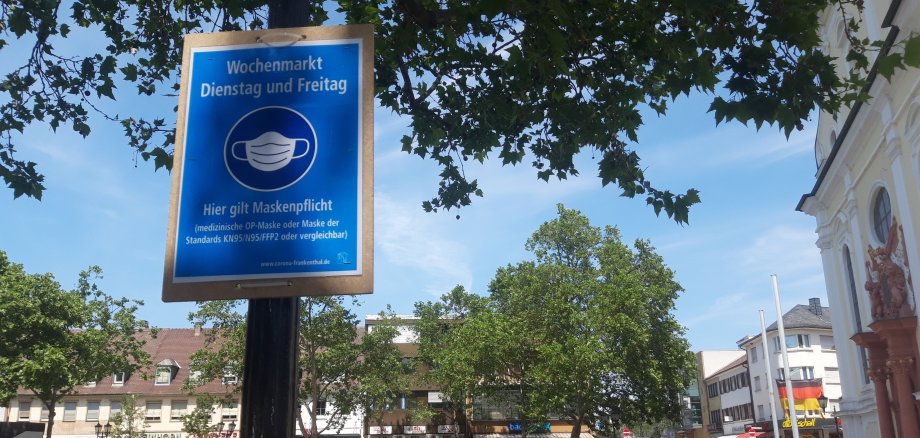 Wochenmarkt
Dienstag und Freitag
Hier gilt Maskenpflicht
(medizinische OP-Maske oder Maske der
Standards KN95/N95/FFP2 oder vergleichbar)
www.corona-frankenthal.de